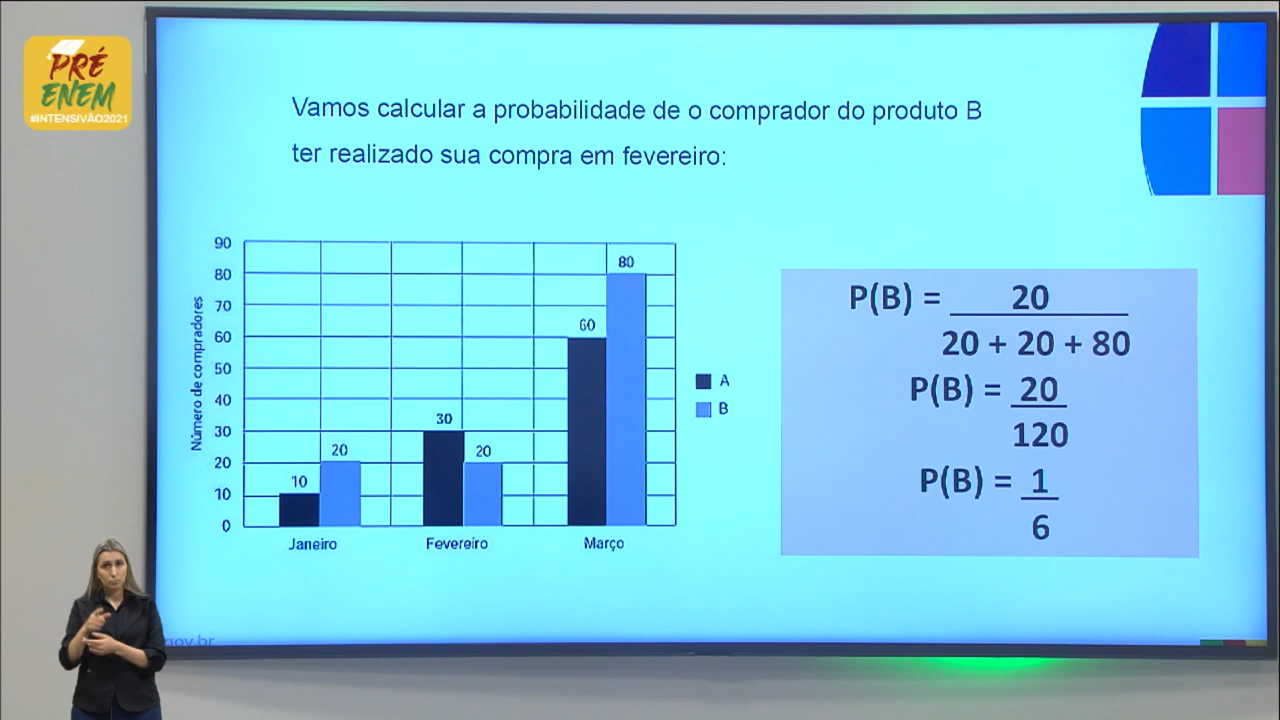 PRÉ
ENEM
#INTENSIVÃO2021
Vamos calcular a probabilidade de o comprador do produto B
ter realizado sua compra em fevereiro:
Número de compradores
90
80
70
60
50
40
30
20
10
0
10
20
30
20
60
80
Janeiro
Fevereiro
Março
A
B
P(B) = 20
20 + 20 + 80
P(B) = 20
120
P(B) = 1
6
gov.br